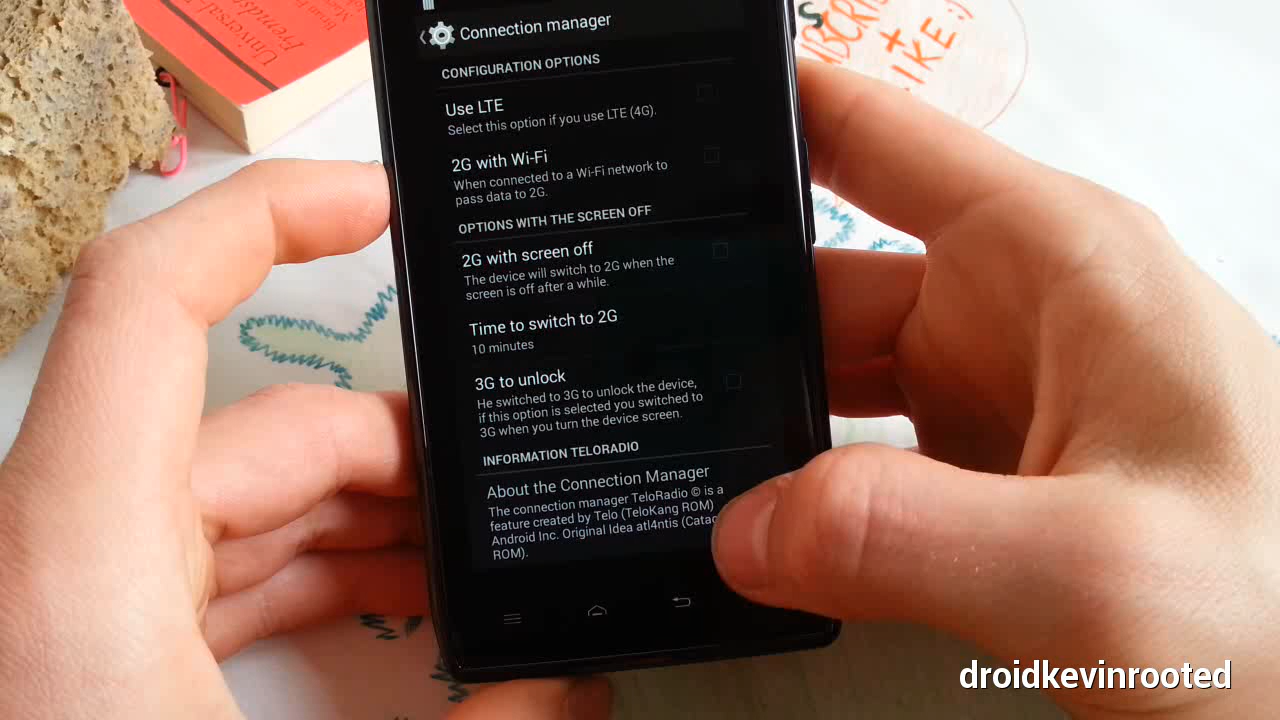 Connection manager
CONFIGURATION OPTIONS
Use LTE
Select this option if you use LTE (4G).
2G with Wi-Fi
When connected to a Wi-Fi network to
pass data to 2G.
OPTIONS WITH THE SCREEN OFF
2G with screen off
The device will switch to 2G when the
screen is off after a while.
Time to switch to 2G
10 minutes
3G to unlock
He switched to 3G to unlock the device,
if this option is selected you switched to
3G when you turn the device screen.
INFORMATION TELORADIO
About the Connection Manager
The connection manager TeloRadio © is a
feature created by Telo (TeloKang ROM)
Android Inc. Original Idea atl4ntis (Catac
ROM).
+
droidkevinrooted